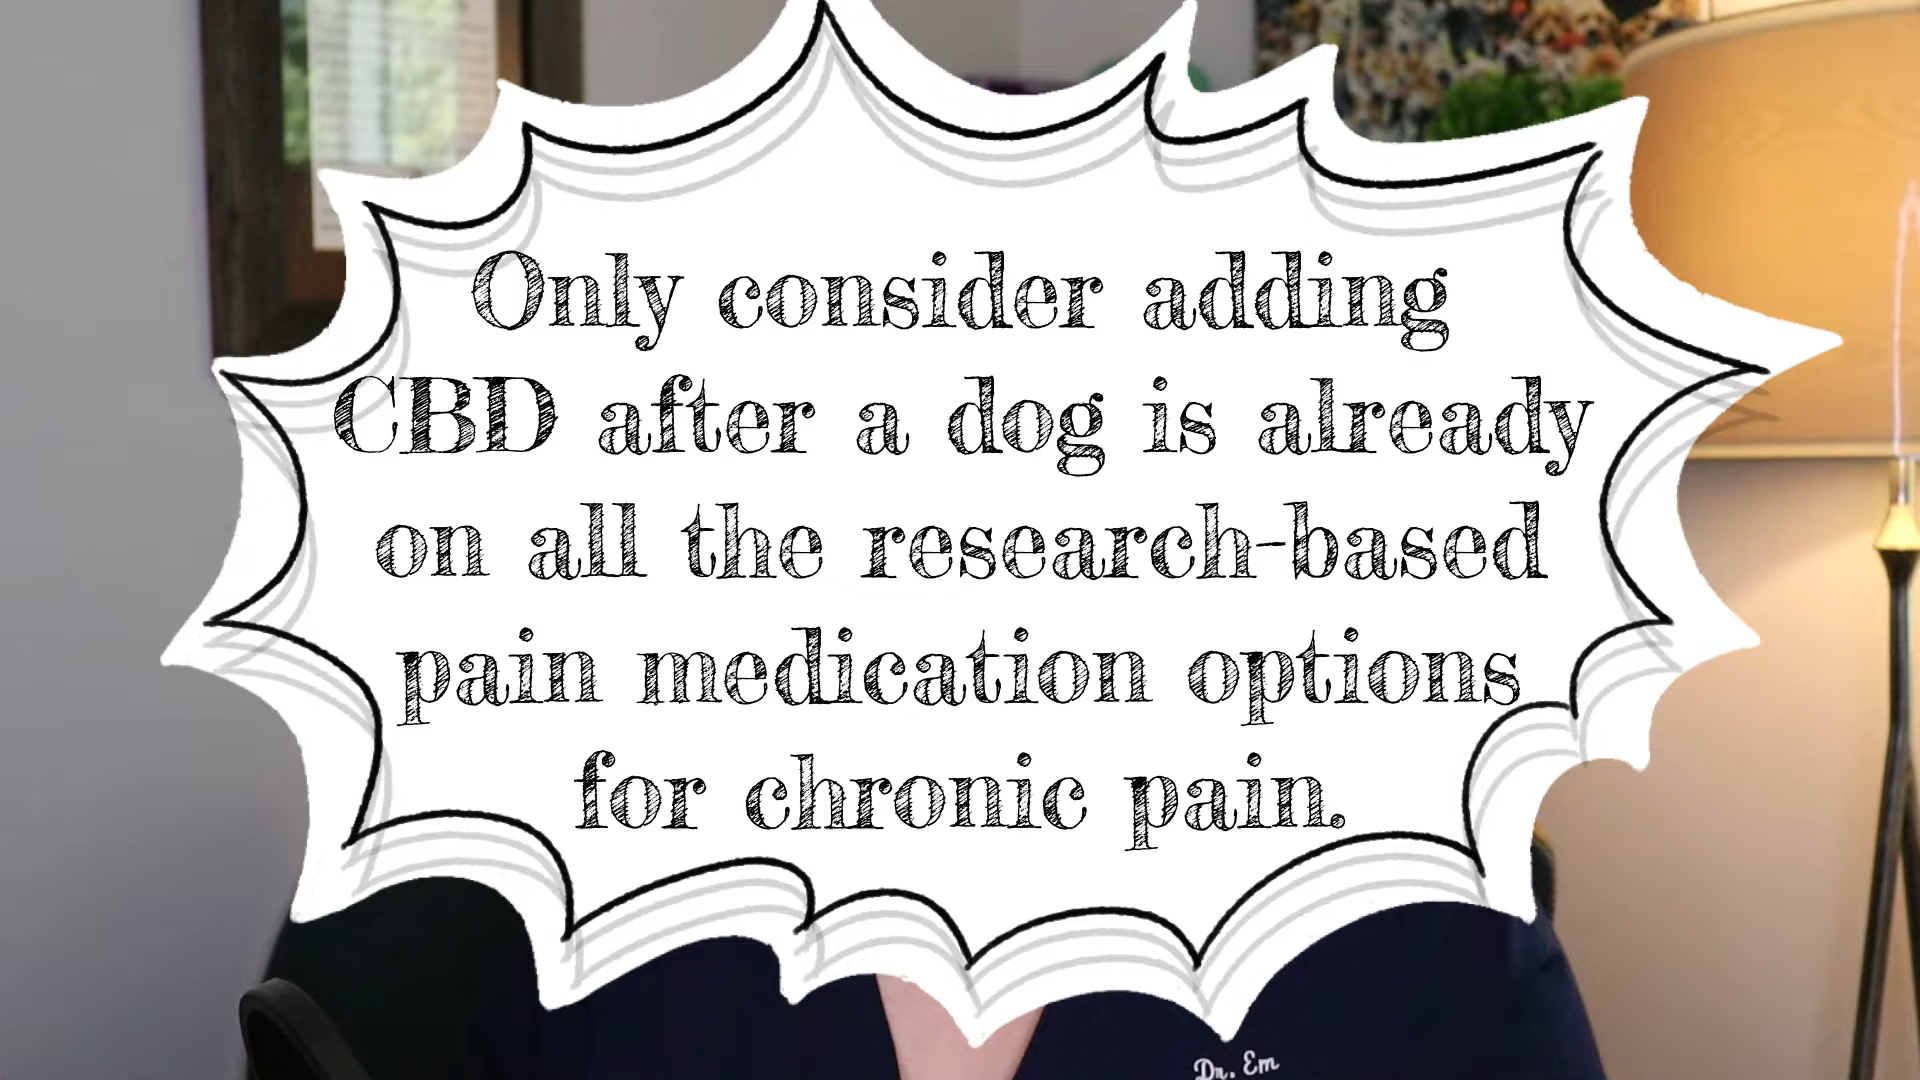 Only consider adding
CBD after a dog is already
on all the research-based
pain medication options
for chronic pain.
Dr. Em